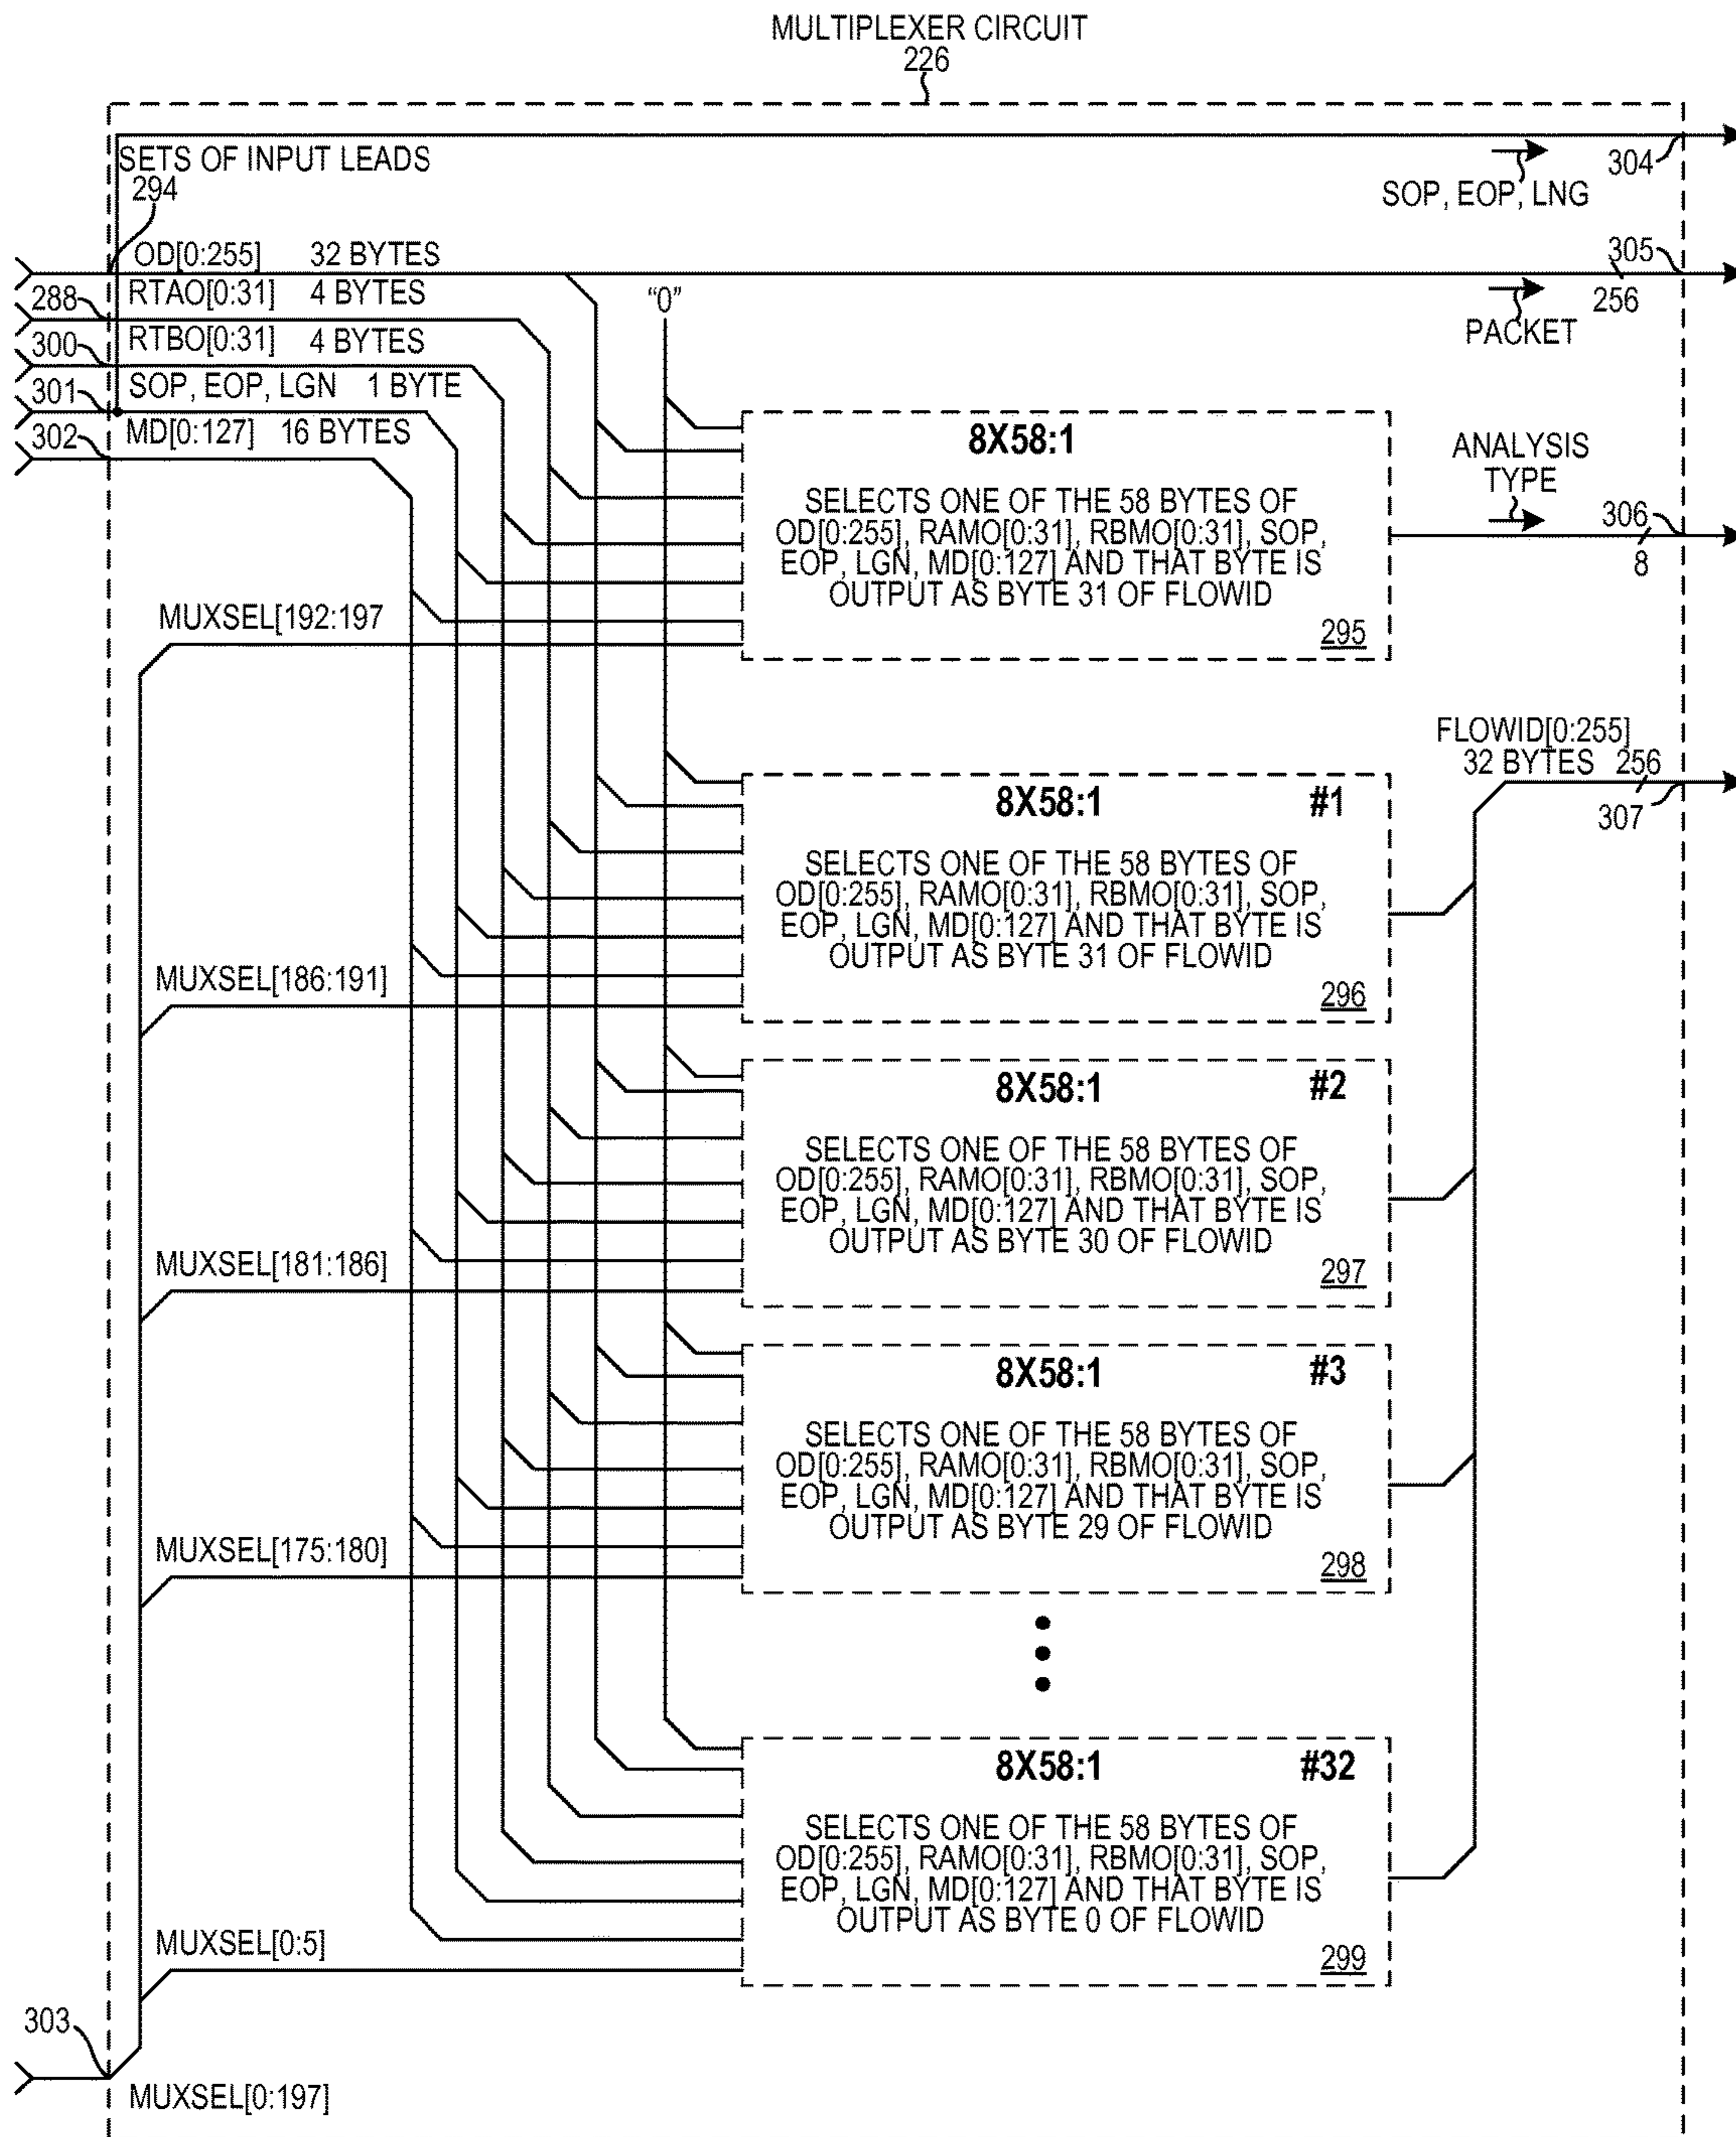 MULTIPLEXER CIRCUIT
226
SETS OF INPUT LEADS
294
304
SOP, EOP, LNG
OD[0:255] 32 BYTES
305
256
PACKET
288
RTAO[0:31] 4 BYTES
"0"
300
RTBO[0:31] 4 BYTES
301
SOP, EOP, LGN 1 BYTE
302
MD[0:127] 16 BYTES
8X58:1
SELECTS ONE OF THE 58 BYTES OF
OD[0:255], RAMO[0:31], RBMO[0:31], SOP,
EOP, LGN, MD[0:127] AND THAT BYTE IS
OUTPUT AS BYTE 31 OF FLOWID
295
ANALYSIS
TYPE
306
8
MUXSEL[192:197
FLOWID[0:255]
32 BYTES 256
307
8X58:1 #1
SELECTS ONE OF THE 58 BYTES OF
OD[0:255], RAMO[0:31], RBMO[0:31], SOP,
EOP, LGN, MD[0:127] AND THAT BYTE IS
OUTPUT AS BYTE 31 OF FLOWID
296
MUXSEL[186:191]
8X58:1 #2
SELECTS ONE OF THE 58 BYTES OF
OD[0:255], RAMO[0:31], RBMO[0:31], SOP,
EOP, LGN, MD[0:127] AND THAT BYTE IS
OUTPUT AS BYTE 30 OF FLOWID
297
MUXSEL[181:186]
8X58:1 #3
SELECTS ONE OF THE 58 BYTES OF
OD[0:255], RAMO[0:31], RBMO[0:31], SOP,
EOP, LGN, MD[0:127] AND THAT BYTE IS
OUTPUT AS BYTE 29 OF FLOWID
298
MUXSEL[175:180]
8X58:1 #32
SELECTS ONE OF THE 58 BYTES OF
OD[0:255], RAMO[0:31], RBMO[0:31], SOP,
EOP, LGN, MD[0:127] AND THAT BYTE IS
OUTPUT AS BYTE 0 OF FLOWID
299
MUXSEL[0:5]
303
MUXSEL[0:197]